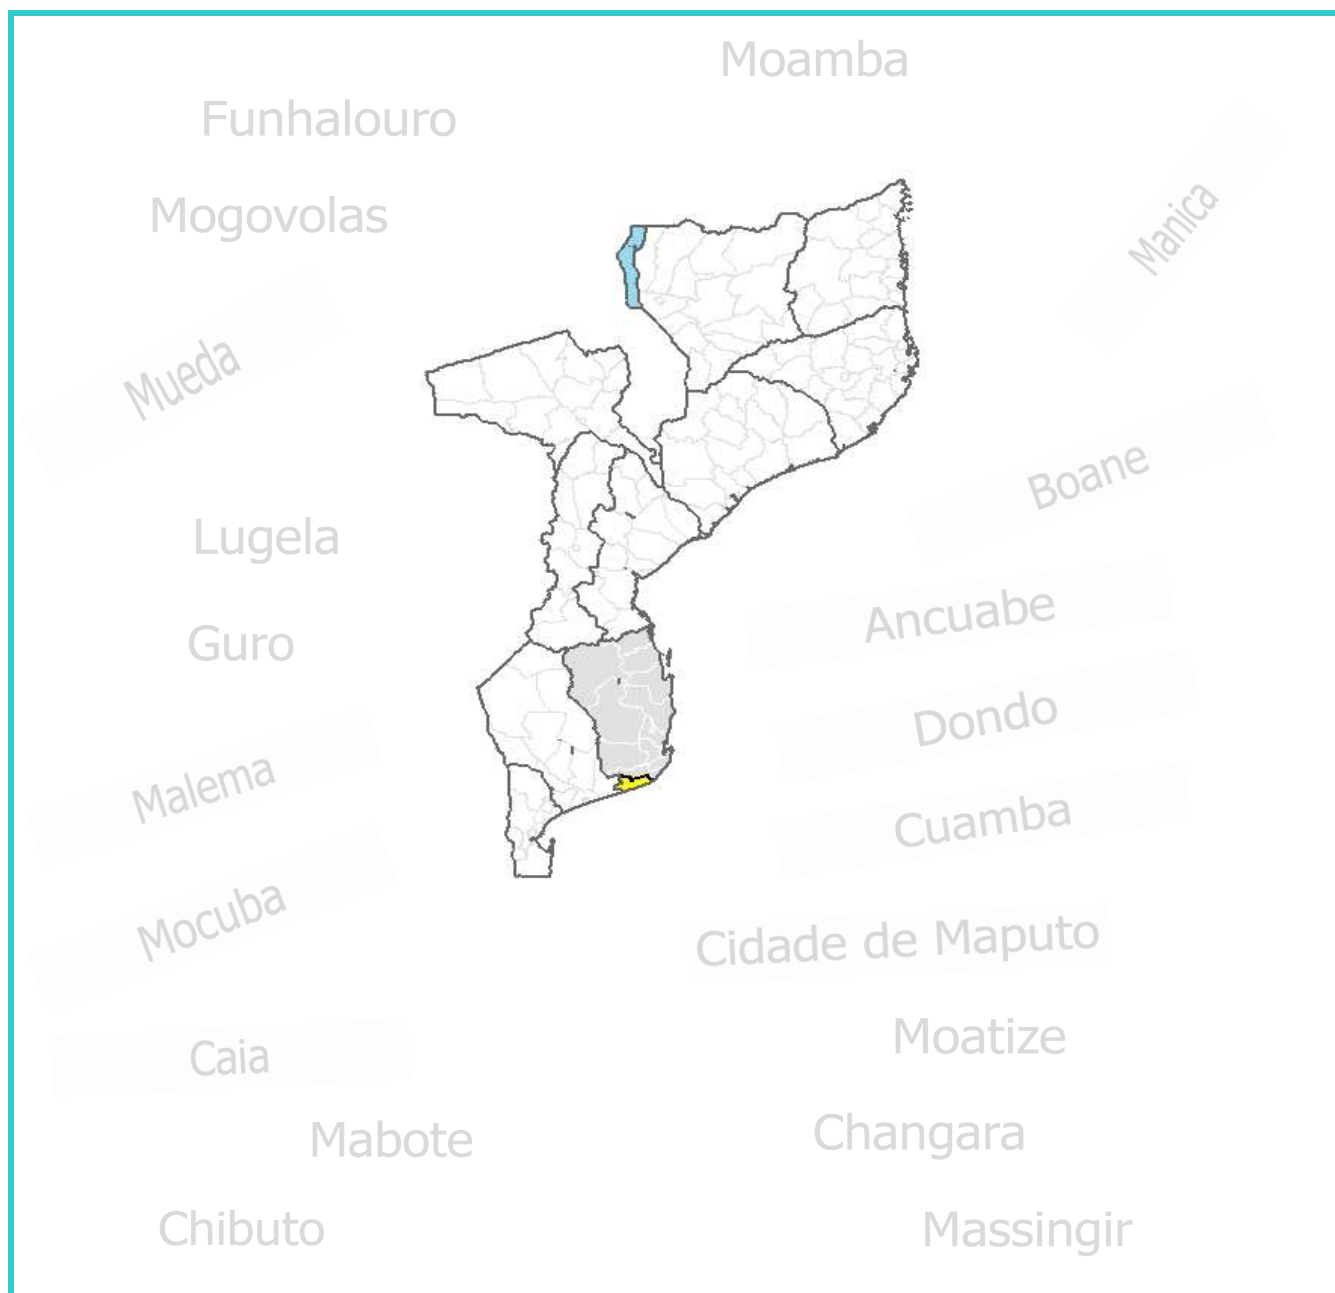 Moamba
Funhalouro
Mogovolas
Manica
Mueda
Boane
Lugela
Ancuabe
Guro
Dondo
Malema
Cuamba
Mocuba
Cidade de Maputo
Caia
Moatize
Mabote
Changara
Chibuto
Massingir